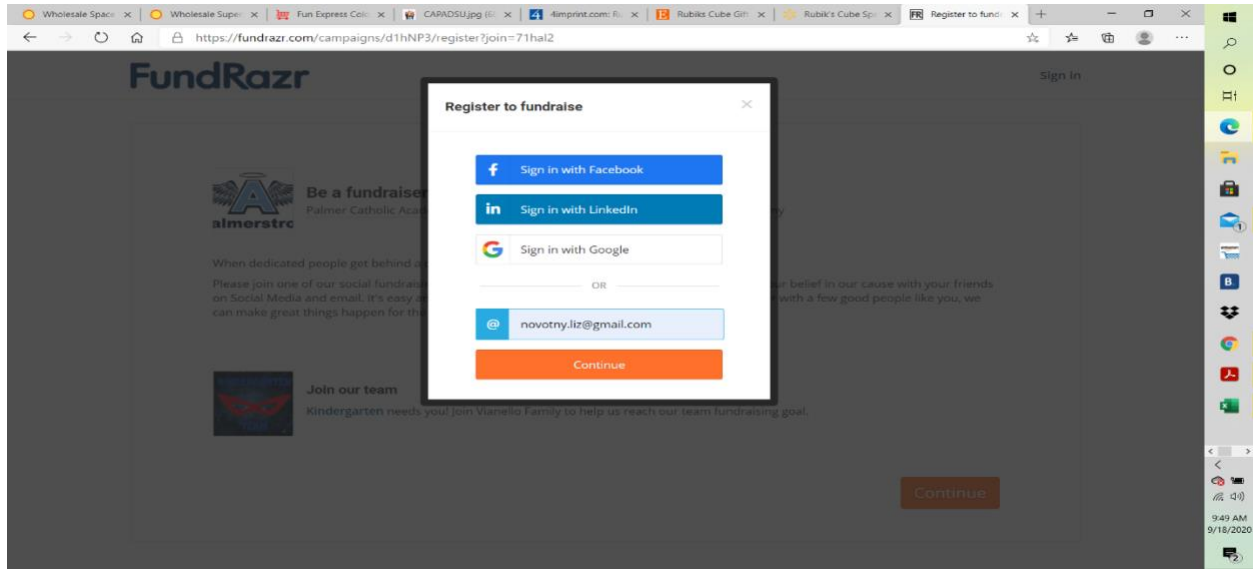 Wholesale Space
Wholesale Super
Fun Express Colo
CAPADSU.jpg (6
4imprint.com: R
Rubiks Cube Gift
Rubik's Cube Sp
Register to fund
https://fundrazr.com/campaigns/d1hNP3/register?join=71hal2
FundRazr
Sign In
Register to fundraise
Sign in with Facebook
Sign in with LinkedIn
Sign in with Google
OR
@ novotny.liz@gmail.com
Continue
Be a fundraiser
Palmer Catholic Aca
almerstro
When dedicated people get behind a
Please join one of our social fundrais
ur belief in our cause with your friends
on Social Media and email. It's easy a
with a few good people like you, we
can make great things happen for th
Join our team
Kindergarten needs you! Join Vianello Family to help us reach our team fundraising goal.
Continue
9:49 AM
9/18/2020